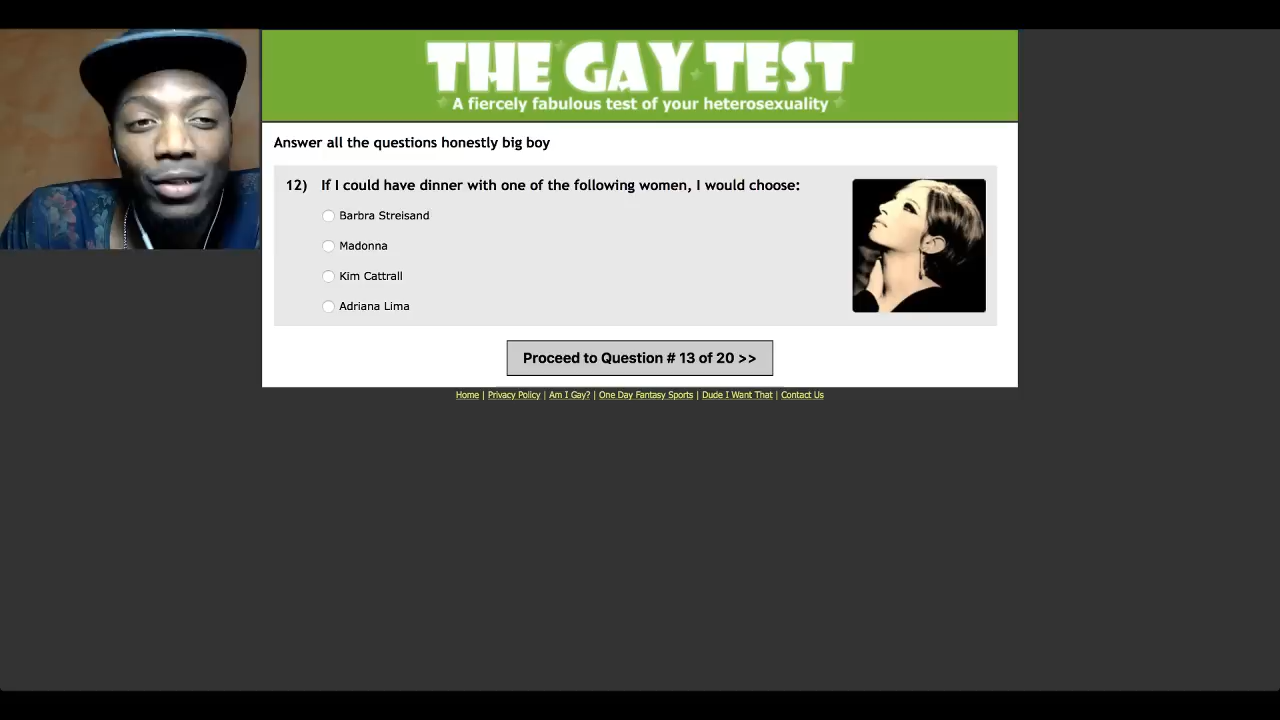 THE GAY TEST
A fiercely fabulous test of your heterosexuality
Answer all the questions honestly big boy
12) If I could have dinner with one of the following women, I would choose:
Barbra Streisand
Madonna
Kim Cattrall
Adriana Lima
Proceed to Question # 13 of 20 >>
Home | Privacy Policy | Am I Gay? | One Day Fantasy Sports | Dude I Want That | Contact Us